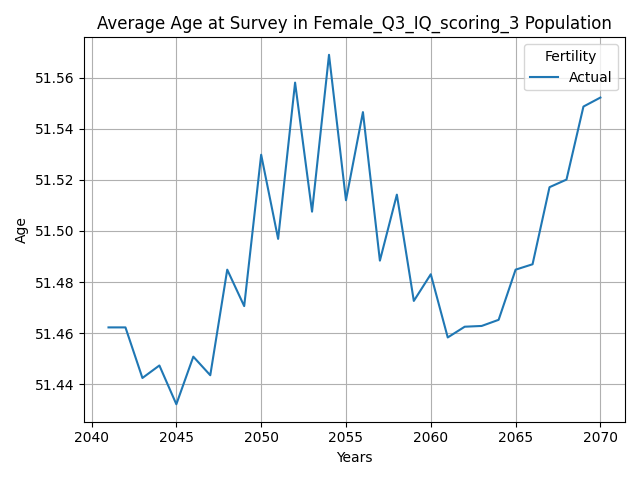 Average Age at Survey in Female_Q3_IQ_scoring_3 Population
Fertility
Actual
51.56
51.54
51.52
51.50
51.48
51.46
51.44
Age
2040 2045 2050 2055 2060 2065 2070
Years